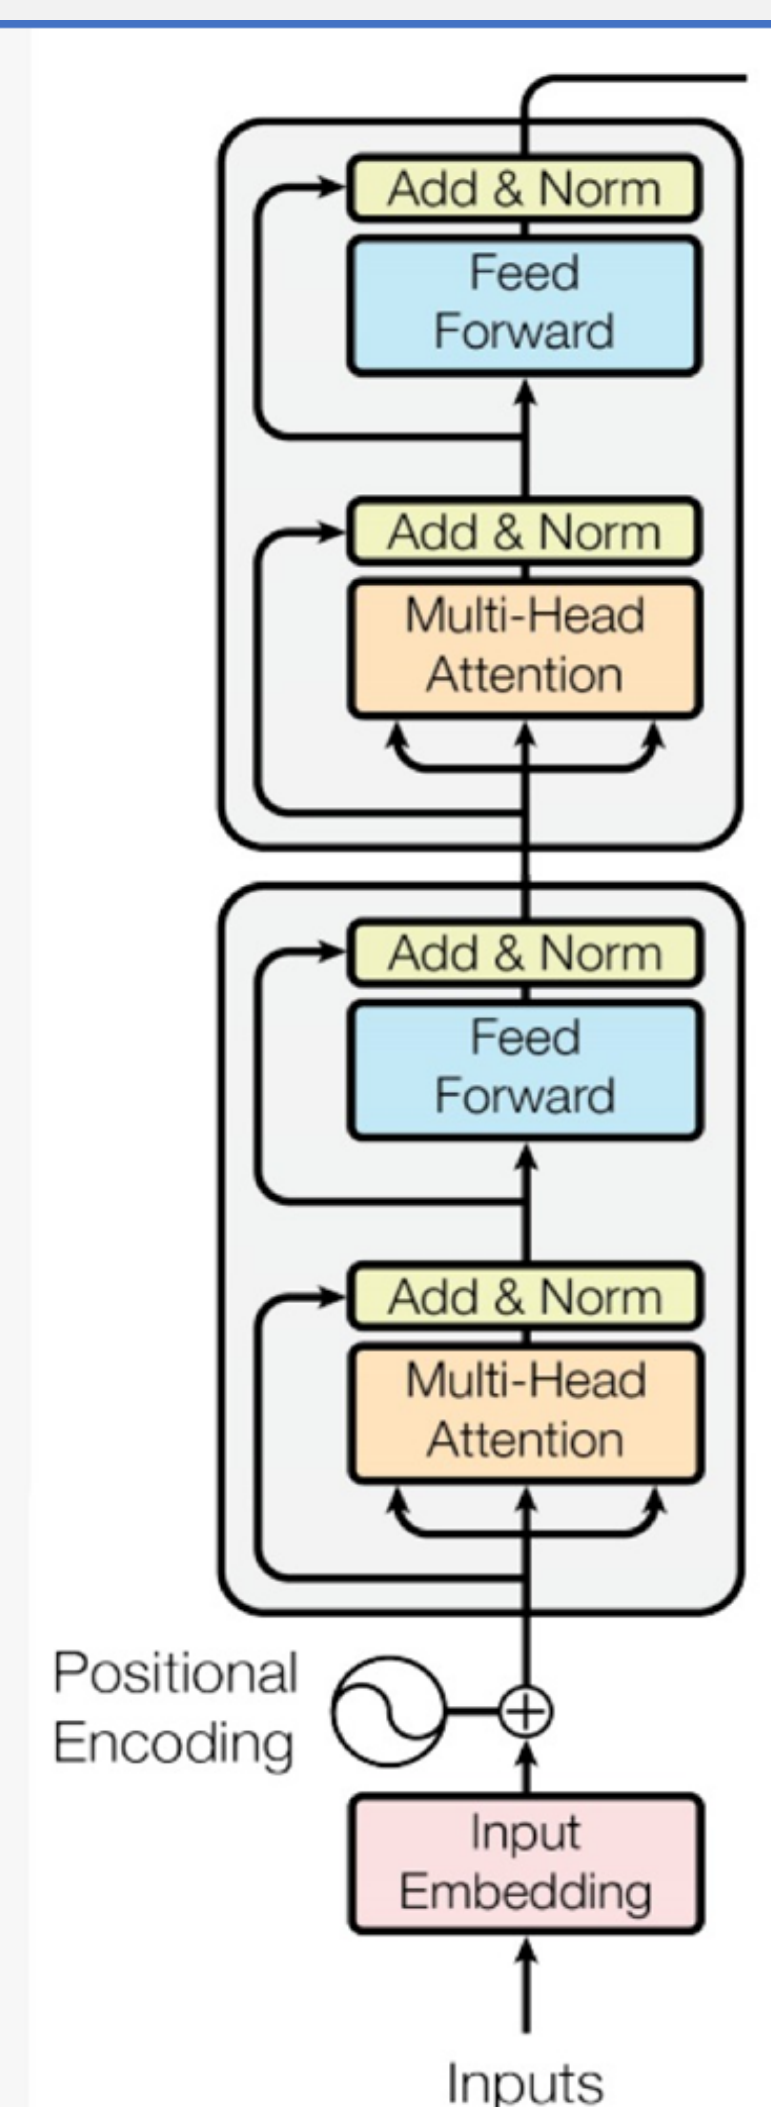 Add & Norm
Feed
Forward
Add & Norm
Multi-Head
Attention
Add & Norm
Feed
Forward
Add & Norm
Multi-Head
Attention
Positional
Encoding
Input
Embedding
Inputs